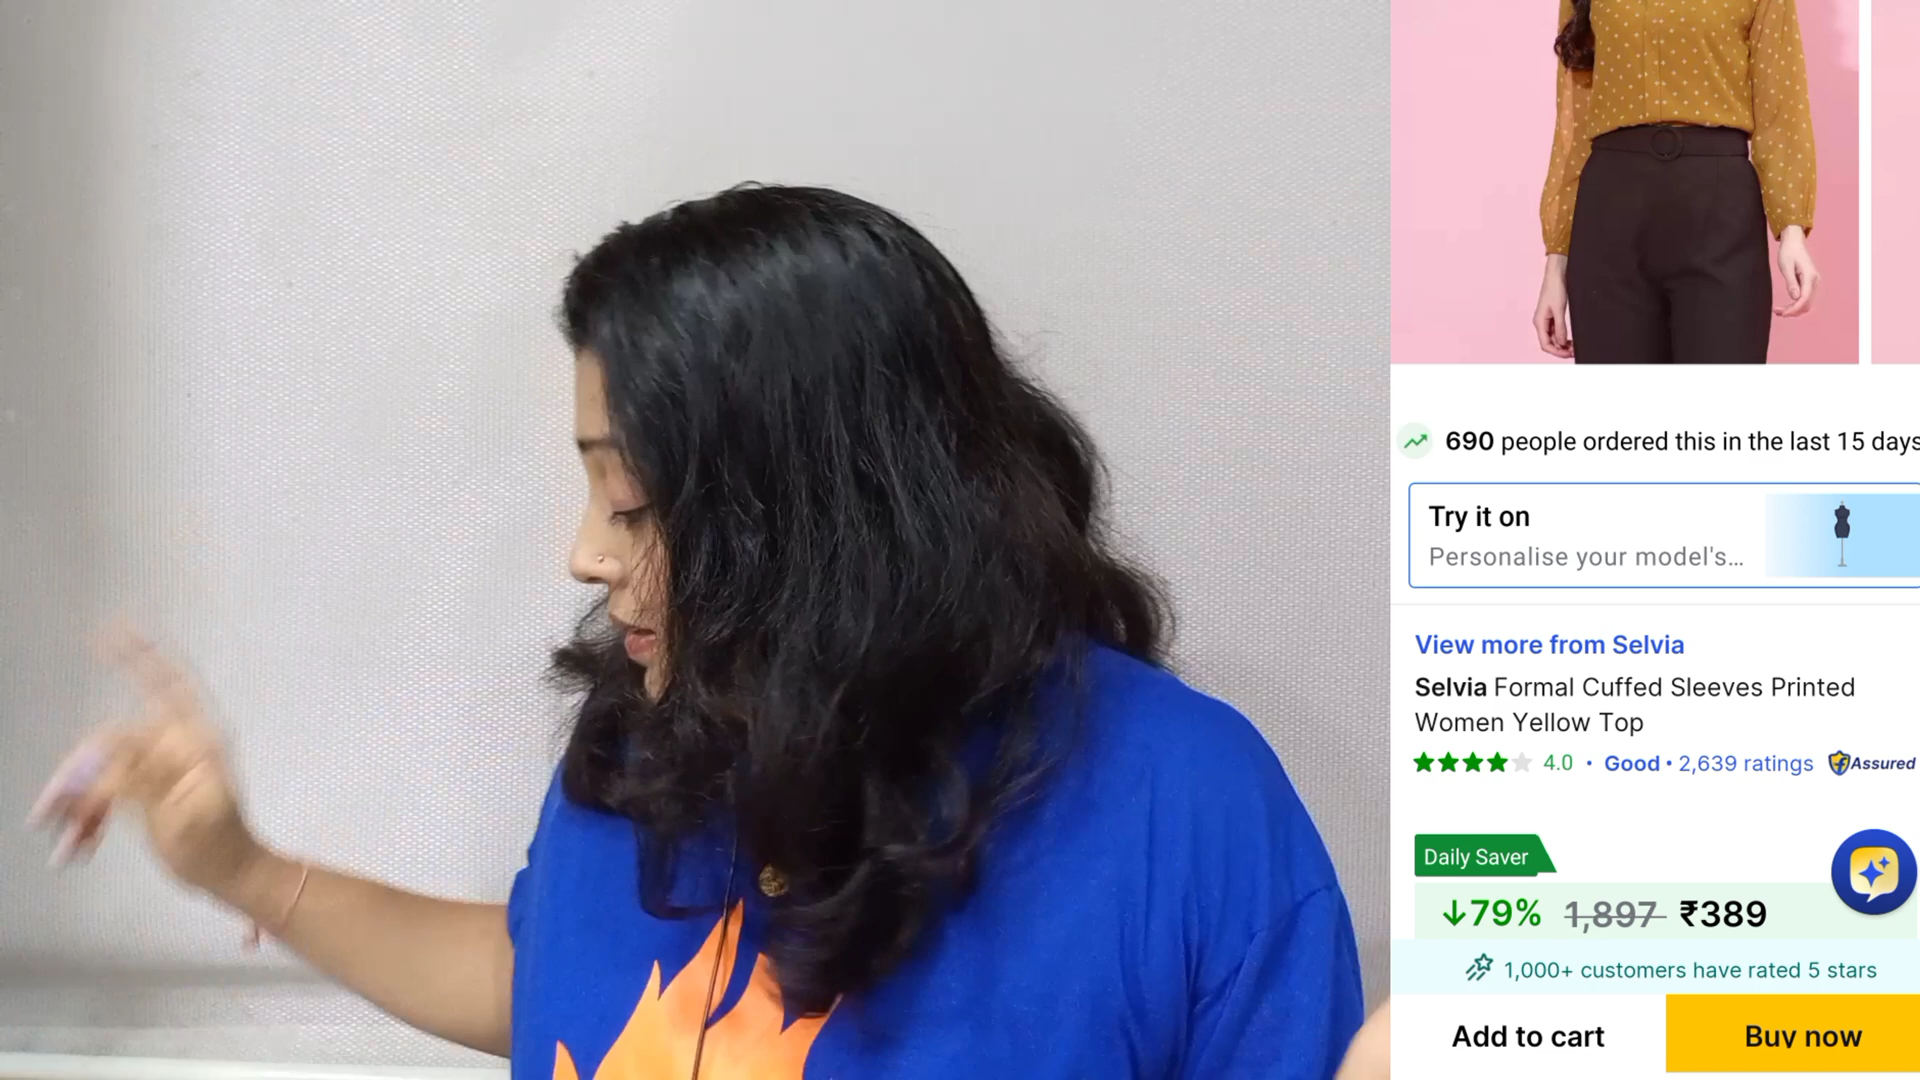 690 people ordered this in the last 15 days
Try it on
Personalise your model's...
View more from Selvia
Selvia Formal Cuffed Sleeves Printed
Women Yellow Top
4.0 • Good • 2,639 ratings Assured
Daily Saver
↓79% 1,897 ₹389
1,000+ customers have rated 5 stars
Add to cart Buy now